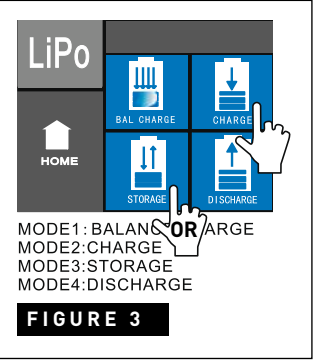 LiPo
BAL CHARGE
CHARGE
HOME
STORAGE
DISCHARGE
MODE1: BALANC OR ARGE
MODE2:CHARGE
MODE3:STORAGE
MODE4:DISCHARGE
FIGURE 3